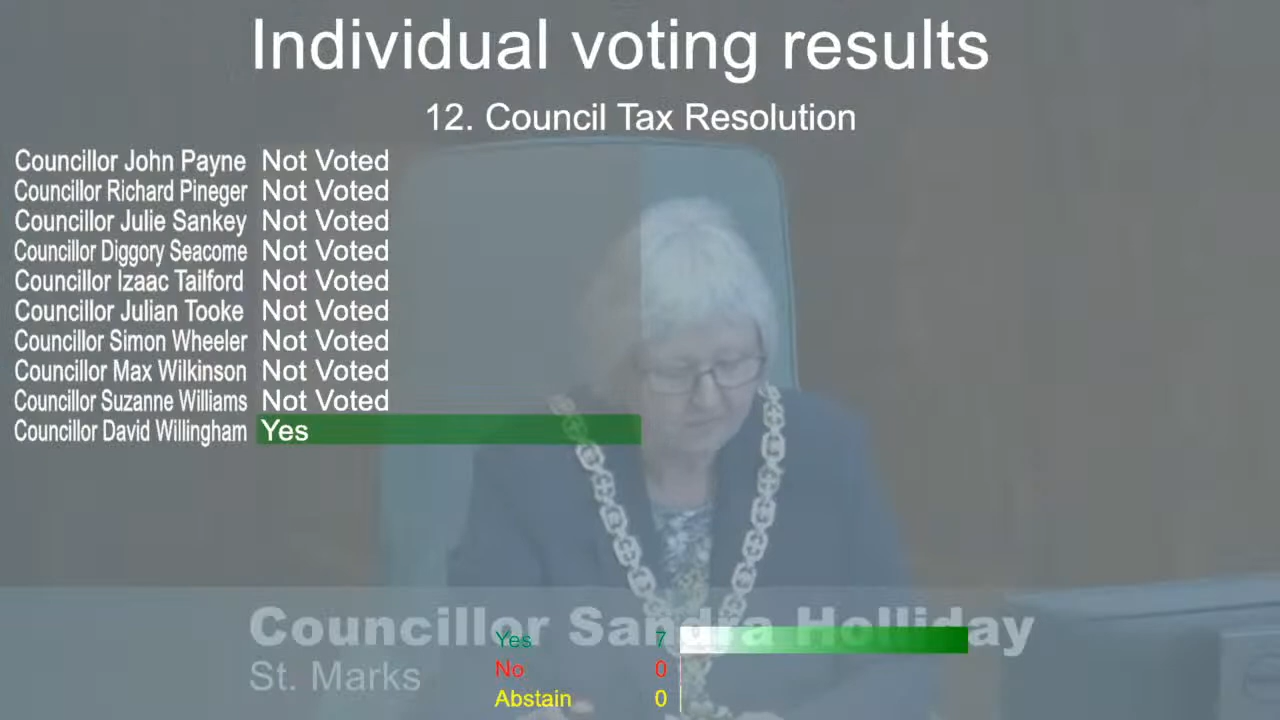 Individual voting results
12. Council Tax Resolution
Councillor John Payne Not Voted
Councillor Richard Pineger Not Voted
Councillor Julie Sankey Not Voted
Councillor Diggory Seacome Not Voted
Councillor Izaac Tailford Not Voted
Councillor Julian Tooke Not Voted
Councillor Simon Wheeler Not Voted
Councillor Max Wilkinson Not Voted
Councillor Suzanne Williams Not Voted
Councillor David Willingham Yes
Councillor Sandra Holliday
St. Marks
Yes 7
No 0
Abstain 0